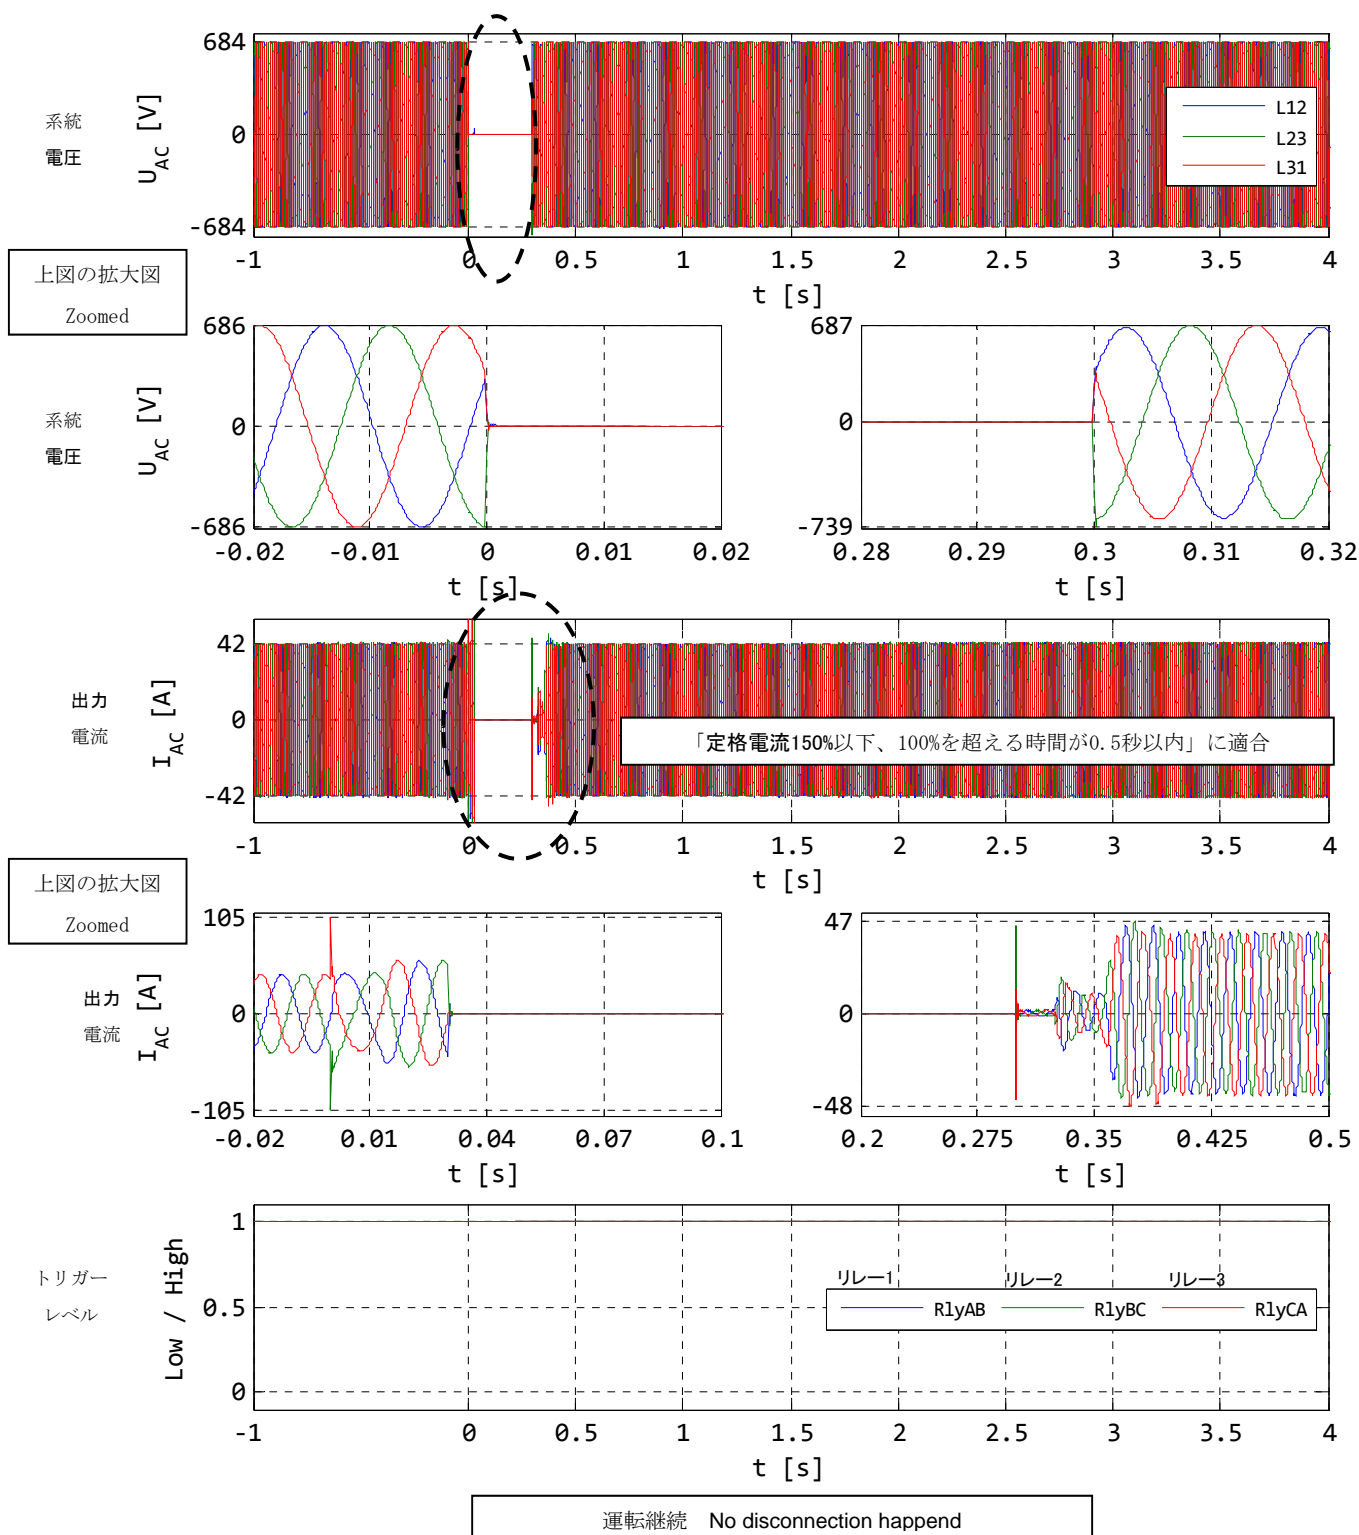 684
0
-684
系統
電圧
U_AC [V]
L12
L23
L31
-1 0 0.5 1 1.5 2 2.5 3 3.5 4
t [s]
上図の拡大図
Zoomed
686
0
-686
系統
電圧
U_AC [V]
-0.02 -0.01 0 0.01 0.02
t [s]
687
0
-739
0.28 0.29 0.3 0.31 0.32
t [s]
42
0
-42
出力
電流
I_AC [A]
「定格電流150%以下、100%を超える時間が0.5秒以内」に適合
-1 0 0.5 1 1.5 2 2.5 3 3.5 4
t [s]
上図の拡大図
Zoomed
105
0
-105
出力
電流
I_AC [A]
-0.02 0.01 0.04 0.07 0.1
t [s]
47
0
-48
0.2 0.275 0.35 0.425 0.5
t [s]
1
0.5
0
トリガー
レベル
Low / High
リレー1 リレー2 リレー3
RlyAB RlyBC RlyCA
-1 0 0.5 1 1.5 2 2.5 3 3.5 4
t [s]
運転継続 No disconnection happend